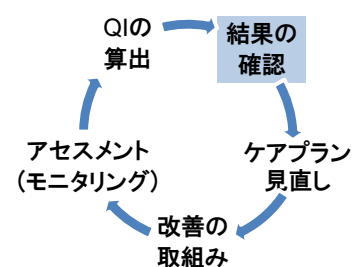 QIの
算出
結果の
確認
ケアプラン
見直し
改善の
取組み
アセスメント
(モニタリング)